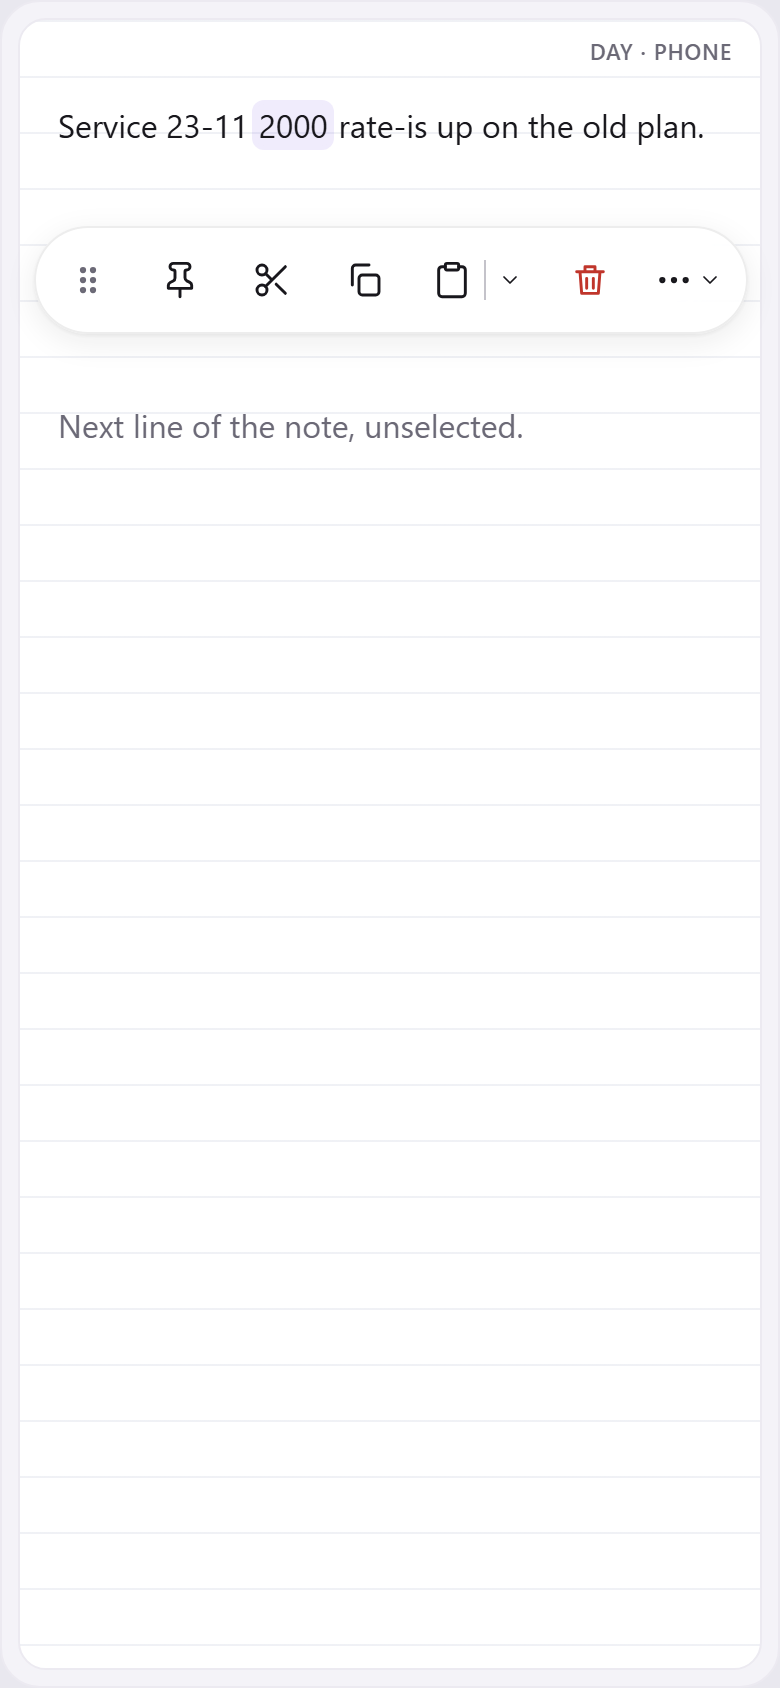 DAY · PHONE
Service 23-11 2000 rate-is up on the old plan.
Next line of the note, unselected.